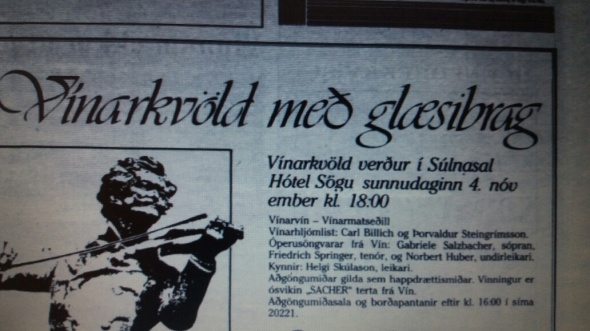 Vínarkvöld með glæsibrag
Vínarkvöld verður í Súlnasal
Hótel Sögu sunnudaginn 4. nóv
ember kl. 18:00
Vínarvín – Vínarmatseðill
Vínarhljómlist: Carl Billich og Þorvaldur Steingrímsson.
Óperusöngvarar frá Vín: Gabriele Salzbacher, sópran,
Friedrich Springer, tenór, og Norbert Huber, undirleikari.
Kynnir: Helgi Skúlason, leikari.
Aðgöngumiðar gilda sem happdrættismiðar. Vinningur er
ósvikin „SACHER" terta frá Vín.
Aðgöngumiðasala og borðapantanir eftir kl. 16:00 í síma
20221.